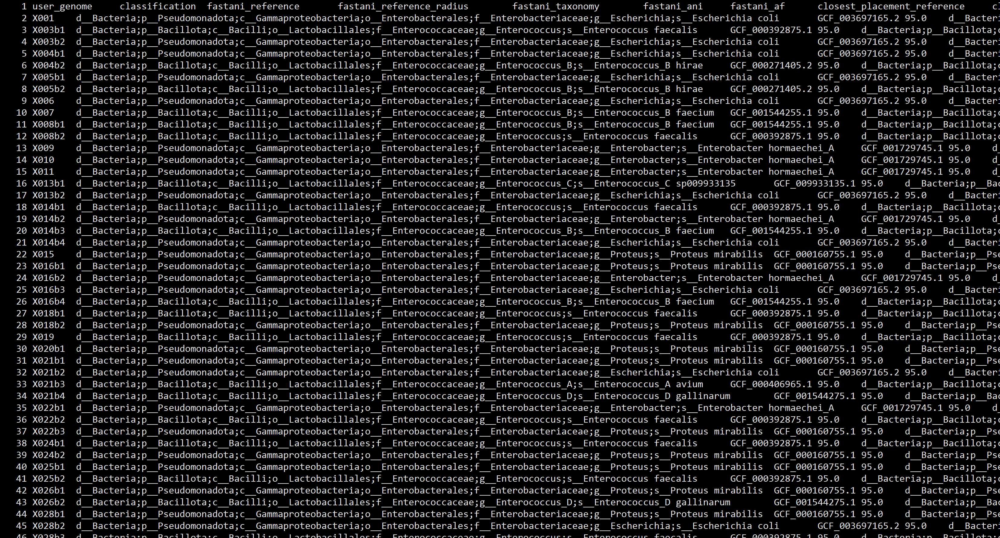 1 user_genome classification fastani_reference fastani_reference_radius fastani_taxonomy fastani_ani fastani_af closest_placement_reference
2 X001 d__Bacteria;p__Pseudomonadota;c__Gammaproteobacteria;o__Enterobacterales;f__Enterobacteriaceae;g__Escherichia;s__Escherichia coli GCF_003697165.2 95.0 d__Bacteri
3 X003b1 d__Bacteria;p__Bacillota;c__Bacilli;o__Lactobacillales;f__Enterococcaceae;g__Enterococcus;s__Enterococcus faecalis GCF_000392875.1 95.0 d__Bacteria;p__Bacillota;c
4 X003b2 d__Bacteria;p__Pseudomonadota;c__Gammaproteobacteria;o__Enterobacterales;f__Enterobacteriaceae;g__Escherichia;s__Escherichia coli GCF_003697165.2 95.0 d__Bacteri
5 X004b1 d__Bacteria;p__Pseudomonadota;c__Gammaproteobacteria;o__Enterobacterales;f__Enterobacteriaceae;g__Escherichia;s__Escherichia coli GCF_003697165.2 95.0 d__Bacteri
6 X004b2 d__Bacteria;p__Bacillota;c__Bacilli;o__Lactobacillales;f__Enterococcaceae;g__Enterococcus_B;s__Enterococcus_B hirae GCF_000271405.2 95.0 d__Bacteria;p__Bacillota;c
7 X005b1 d__Bacteria;p__Pseudomonadota;c__Gammaproteobacteria;o__Enterobacterales;f__Enterobacteriaceae;g__Escherichia;s__Escherichia coli GCF_003697165.2 95.0 d__Bacteri
8 X005b2 d__Bacteria;p__Bacillota;c__Bacilli;o__Lactobacillales;f__Enterococcaceae;g__Enterococcus_B;s__Enterococcus_B hirae GCF_000271405.2 95.0 d__Bacteria;p__Bacillota;c
9 X006 d__Bacteria;p__Pseudomonadota;c__Gammaproteobacteria;o__Enterobacterales;f__Enterobacteriaceae;g__Escherichia;s__Escherichia coli GCF_003697165.2 95.0 d__Bacteri
10 X007 d__Bacteria;p__Bacillota;c__Bacilli;o__Lactobacillales;f__Enterococcaceae;g__Enterococcus_B;s__Enterococcus_B faecium GCF_001544255.1 95.0 d__Bacteria;p__Bacillota;c
11 X008b1 d__Bacteria;p__Bacillota;c__Bacilli;o__Lactobacillales;f__Enterococcaceae;g__Enterococcus_B;s__Enterococcus_B faecium GCF_001544255.1 95.0 d__Bacteria;p__Bacillota;c
12 X008b2 d__Bacteria;p__Bacillota;c__Bacilli;o__Lactobacillales;f__Enterococcaceae;g__Enterococcus;s__Enterococcus faecalis GCF_000392875.1 95.0 d__Bacteria;p__Bacillota;c
13 X009 d__Bacteria;p__Pseudomonadota;c__Gammaproteobacteria;o__Enterobacterales;f__Enterobacteriaceae;g__Enterobacter;s__Enterobacter hormaechei_A GCF_001729745.1 95.0 d_
14 X010 d__Bacteria;p__Pseudomonadota;c__Gammaproteobacteria;o__Enterobacterales;f__Enterobacteriaceae;g__Enterobacter;s__Enterobacter hormaechei_A GCF_001729745.1 95.0 d_
15 X011 d__Bacteria;p__Pseudomonadota;c__Gammaproteobacteria;o__Enterobacterales;f__Enterobacteriaceae;g__Enterobacter;s__Enterobacter hormaechei_A GCF_001729745.1 95.0 d_
16 X013b1 d__Bacteria;p__Bacillota;c__Bacilli;o__Lactobacillales;f__Enterococcaceae;g__Enterococcus_C;s__Enterococcus_C sp009933135 GCF_009933135.1 95.0 d__Bacteria;p__Bac
17 X013b2 d__Bacteria;p__Pseudomonadota;c__Gammaproteobacteria;o__Enterobacterales;f__Enterobacteriaceae;g__Escherichia;s__Escherichia coli GCF_003697165.2 95.0 d__Bacteri
18 X014b1 d__Bacteria;p__Bacillota;c__Bacilli;o__Lactobacillales;f__Enterococcaceae;g__Enterococcus;s__Enterococcus faecalis GCF_000392875.1 95.0 d__Bacteria;p__Bacillota;c
19 X014b2 d__Bacteria;p__Pseudomonadota;c__Gammaproteobacteria;o__Enterobacterales;f__Enterobacteriaceae;g__Enterobacter;s__Enterobacter hormaechei_A GCF_001729745.1 95.0 d_
20 X014b3 d__Bacteria;p__Bacillota;c__Bacilli;o__Lactobacillales;f__Enterococcaceae;g__Enterococcus_B;s__Enterococcus_B faecium GCF_001544255.1 95.0 d__Bacteria;p__Bacillota;c
21 X014b4 d__Bacteria;p__Pseudomonadota;c__Gammaproteobacteria;o__Enterobacterales;f__Enterobacteriaceae;g__Escherichia;s__Escherichia coli GCF_003697165.2 95.0 d__Bacteri
22 X015 d__Bacteria;p__Pseudomonadota;c__Gammaproteobacteria;o__Enterobacterales;f__Enterobacteriaceae;g__Proteus;s__Proteus mirabilis GCF_000160755.1 95.0 d__Bacteria;p__Pse
23 X016b1 d__Bacteria;p__Pseudomonadota;c__Gammaproteobacteria;o__Enterobacterales;f__Enterobacteriaceae;g__Proteus;s__Proteus mirabilis GCF_000160755.1 95.0 d__Bacteria;p__Pse
24 X016b2 d__Bacteria;p__Pseudomonadota;c__Gammaproteobacteria;o__Enterobacterales;f__Enterobacteriaceae;g__Enterobacter;s__Enterobacter hormaechei_A GCF_001729745.1 95.0 d_
25 X016b3 d__Bacteria;p__Pseudomonadota;c__Gammaproteobacteria;o__Enterobacterales;f__Enterobacteriaceae;g__Escherichia;s__Escherichia coli GCF_003697165.2 95.0 d__Bacteri
26 X016b4 d__Bacteria;p__Bacillota;c__Bacilli;o__Lactobacillales;f__Enterococcaceae;g__Enterococcus_B;s__Enterococcus_B faecium GCF_001544255.1 95.0 d__Bacteria;p__Bacillota;c
27 X018b1 d__Bacteria;p__Bacillota;c__Bacilli;o__Lactobacillales;f__Enterococcaceae;g__Enterococcus;s__Enterococcus faecalis GCF_000392875.1 95.0 d__Bacteria;p__Bacillota;c
28 X018b2 d__Bacteria;p__Pseudomonadota;c__Gammaproteobacteria;o__Enterobacterales;f__Enterobacteriaceae;g__Proteus;s__Proteus mirabilis GCF_000160755.1 95.0 d__Bacteria;p__Pse
29 X019 d__Bacteria;p__Bacillota;c__Bacilli;o__Lactobacillales;f__Enterococcaceae;g__Enterococcus;s__Enterococcus faecalis GCF_000392875.1 95.0 d__Bacteria;p__Bacillota;c
30 X020b1 d__Bacteria;p__Pseudomonadota;c__Gammaproteobacteria;o__Enterobacterales;f__Enterobacteriaceae;g__Proteus;s__Proteus mirabilis GCF_000160755.1 95.0 d__Bacteria;p__Pse
31 X021b1 d__Bacteria;p__Pseudomonadota;c__Gammaproteobacteria;o__Enterobacterales;f__Enterobacteriaceae;g__Proteus;s__Proteus mirabilis GCF_000160755.1 95.0 d__Bacteria;p__Pse
32 X021b2 d__Bacteria;p__Pseudomonadota;c__Gammaproteobacteria;o__Enterobacterales;f__Enterobacteriaceae;g__Escherichia;s__Escherichia coli GCF_003697165.2 95.0 d__Bacteri
33 X021b3 d__Bacteria;p__Bacillota;c__Bacilli;o__Lactobacillales;f__Enterococcaceae;g__Enterococcus_A;s__Enterococcus_A avium GCF_000406965.1 95.0 d__Bacteria;p__Bacillota;c
34 X021b4 d__Bacteria;p__Bacillota;c__Bacilli;o__Lactobacillales;f__Enterococcaceae;g__Enterococcus_D;s__Enterococcus_D gallinarum GCF_001544275.1 95.0 d__Bacteria;p__Bac
35 X022b1 d__Bacteria;p__Pseudomonadota;c__Gammaproteobacteria;o__Enterobacterales;f__Enterobacteriaceae;g__Enterobacter;s__Enterobacter hormaechei_A GCF_001729745.1 95.0 d_
36 X022b2 d__Bacteria;p__Bacillota;c__Bacilli;o__Lactobacillales;f__Enterococcaceae;g__Enterococcus;s__Enterococcus faecalis GCF_000392875.1 95.0 d__Bacteria;p__Bacillota;c
37 X022b3 d__Bacteria;p__Pseudomonadota;c__Gammaproteobacteria;o__Enterobacterales;f__Enterobacteriaceae;g__Proteus;s__Proteus mirabilis GCF_000160755.1 95.0 d__Bacteria;p__Pse
38 X024b1 d__Bacteria;p__Bacillota;c__Bacilli;o__Lactobacillales;f__Enterococcaceae;g__Enterococcus;s__Enterococcus faecalis GCF_000392875.1 95.0 d__Bacteria;p__Bacillota;c
39 X024b2 d__Bacteria;p__Pseudomonadota;c__Gammaproteobacteria;o__Enterobacterales;f__Enterobacteriaceae;g__Proteus;s__Proteus mirabilis GCF_000160755.1 95.0 d__Bacteria;p__Pse
40 X025b1 d__Bacteria;p__Pseudomonadota;c__Gammaproteobacteria;o__Enterobacterales;f__Enterobacteriaceae;g__Proteus;s__Proteus mirabilis GCF_000160755.1 95.0 d__Bacteria;p__Pse
41 X025b2 d__Bacteria;p__Bacillota;c__Bacilli;o__Lactobacillales;f__Enterococcaceae;g__Enterococcus;s__Enterococcus faecalis GCF_000392875.1 95.0 d__Bacteria;p__Bacillota;c
42 X026b1 d__Bacteria;p__Pseudomonadota;c__Gammaproteobacteria;o__Enterobacterales;f__Enterobacteriaceae;g__Proteus;s__Proteus mirabilis GCF_000160755.1 95.0 d__Bacteria;p__Pse
43 X026b2 d__Bacteria;p__Bacillota;c__Bacilli;o__Lactobacillales;f__Enterococcaceae;g__Enterococcus_D;s__Enterococcus_D gallinarum GCF_001544275.1 95.0 d__Bacteria;p__Bac
44 X028b1 d__Bacteria;p__Pseudomonadota;c__Gammaproteobacteria;o__Enterobacterales;f__Enterobacteriaceae;g__Proteus;s__Proteus mirabilis GCF_000160755.1 95.0 d__Bacteria;p__Pse
45 X028b2 d__Bacteria;p__Pseudomonadota;c__Gammaproteobacteria;o__Enterobacterales;f__Enterobacteriaceae;g__Escherichia;s__Escherichia coli GCF_003697165.2 95.0 d__Bacteri
46 X028b3 d__Bacteria;p__Bacillota;c__Bacilli;o__Lactobacillales;f__Enterococcaceae;g__Enterococcus;s__Enterococcus faecalis GCF_000392875.1 95.0 d__Bacteria;p__Bacillota;c